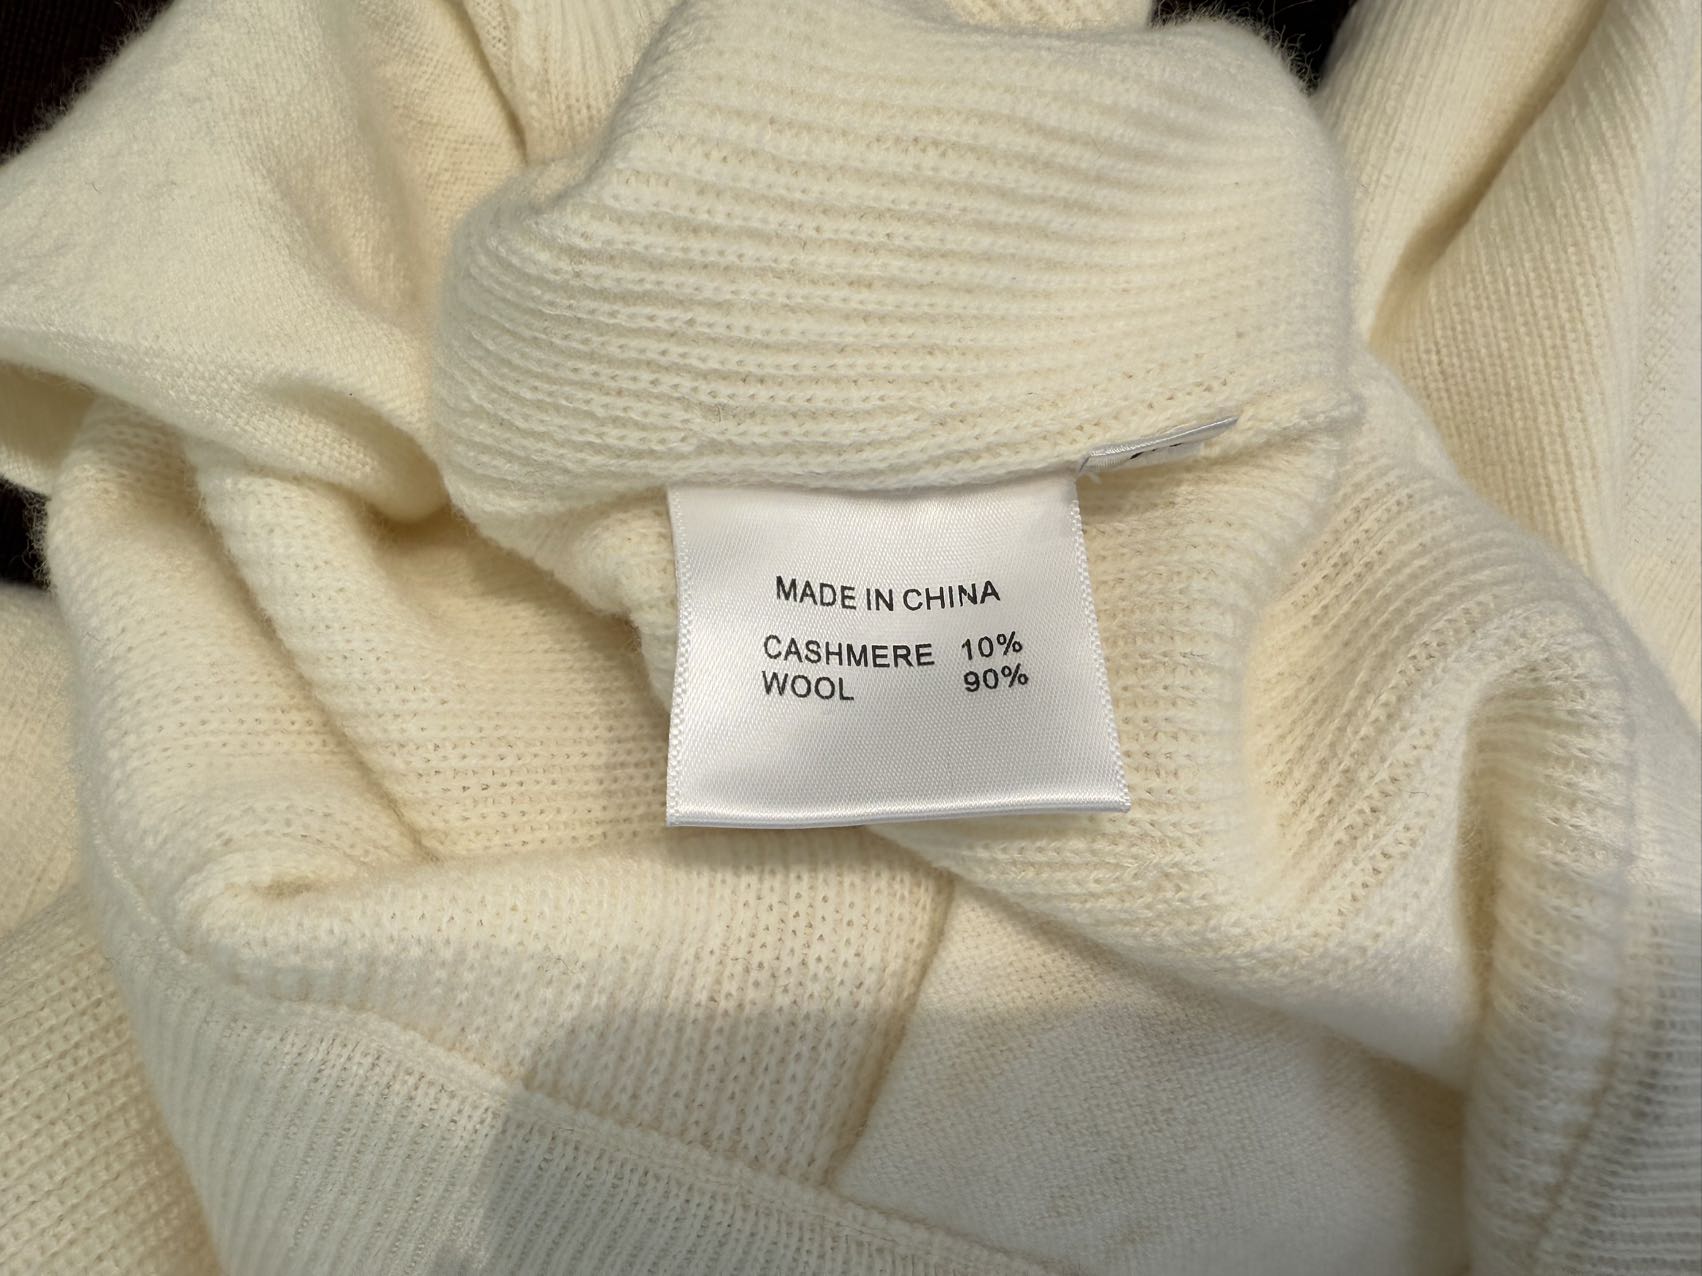 MADE IN CHINA
CASHMERE 10%
WOOL 90%